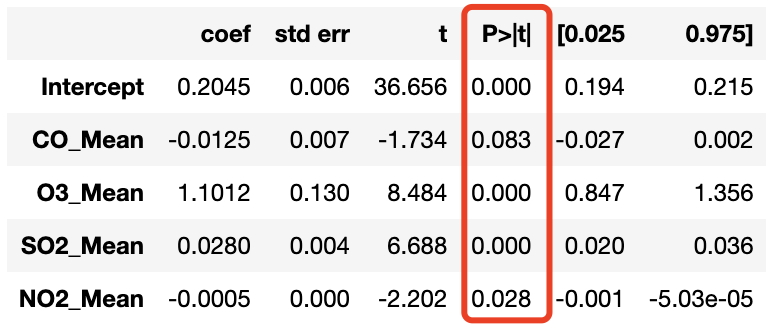 coef std err t P>|t| [0.025 0.975]
Intercept 0.2045 0.006 36.656 0.000 0.194 0.215
CO_Mean -0.0125 0.007 -1.734 0.083 -0.027 0.002
O3_Mean 1.1012 0.130 8.484 0.000 0.847 1.356
SO2_Mean 0.0280 0.004 6.688 0.000 0.020 0.036
NO2_Mean -0.0005 0.000 -2.202 0.028 -0.001 -5.03e-05